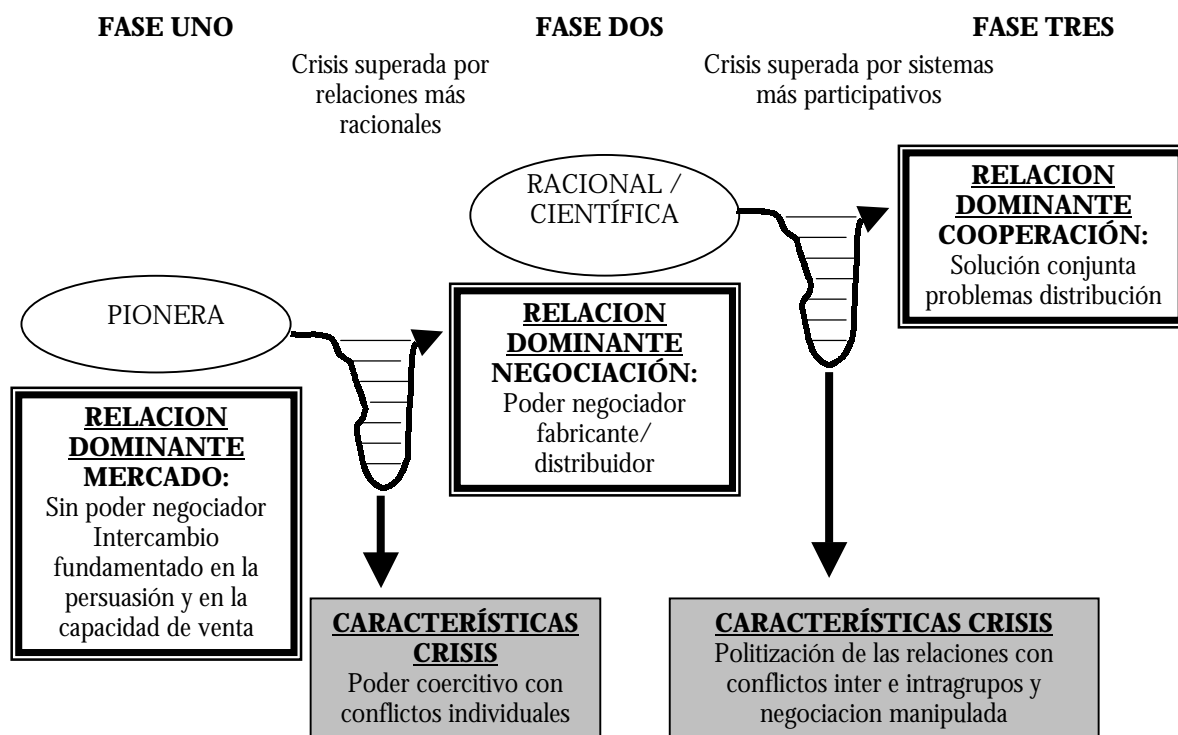 FASE UNO
FASE DOS
FASE TRES
Crisis superada por
relaciones más
racionales
Crisis superada por sistemas
más participativos
PIONERA
RELACION
DOMINANTE
MERCADO:
Sin poder negociador
Intercambio
fundamentado en la
persuasión y en la
capacidad de venta
CARACTERÍSTICAS
CRISIS
Poder coercitivo con
conflictos individuales
RACIONAL /
CIENTÍFICA
RELACION
DOMINANTE
NEGOCIACIÓN:
Poder negociador
fabricante/
distribuidor
CARACTERÍSTICAS CRISIS
Politización de las relaciones con
conflictos inter e intragrupos y
negociacion manipulada
RELACION
DOMINANTE
COOPERACIÓN:
Solución conjunta
problemas distribución